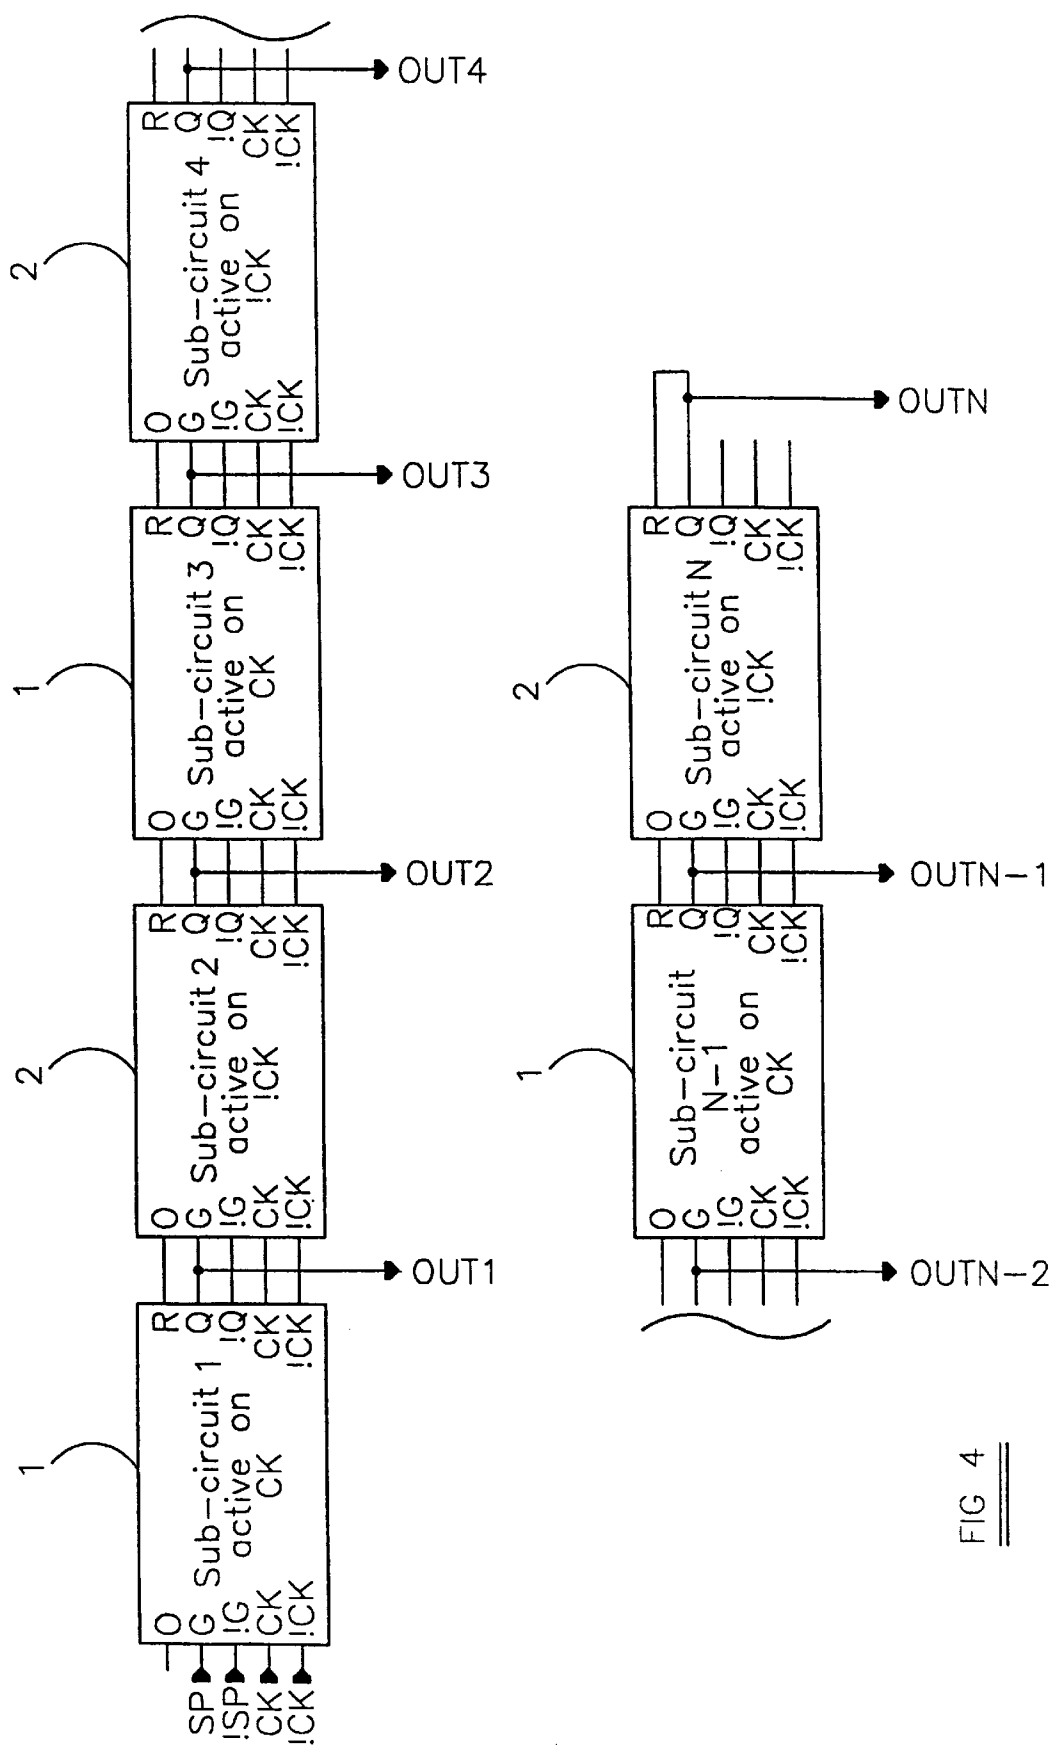 1
2
1
2
SP
!SP
CK
!CK
O
G
!G
CK
!CK
Sub-circuit 1
active on
CK
R
Q
!Q
CK
!CK
OUT1
O
G
!G
CK
!CK
Sub-circuit 2
active on
!CK
R
Q
!Q
CK
!CK
OUT2
O
G
!G
CK
!CK
Sub-circuit 3
active on
CK
R
Q
!Q
CK
!CK
OUT3
O
G
!G
CK
!CK
Sub-circuit 4
active on
!CK
R
Q
!Q
CK
!CK
OUT4
1
2
OUTN-2
O
G
!G
CK
!CK
Sub-circuit
N-1
active on
CK
R
Q
!Q
CK
!CK
OUTN-1
O
G
!G
CK
!CK
Sub-circuit N
active on
!CK
R
Q
!Q
CK
!CK
OUTN
FIG 4